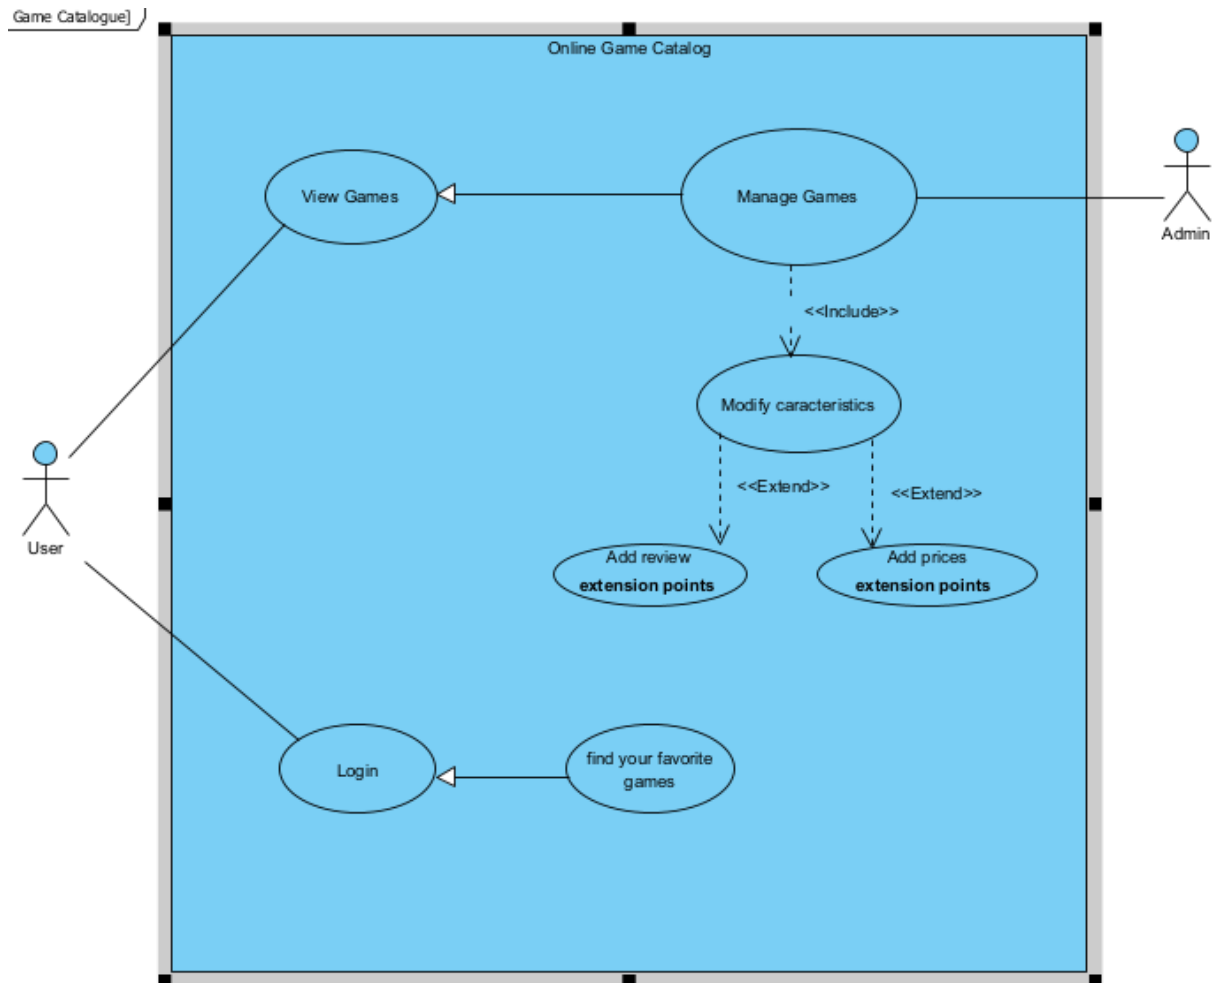 Game Catalogue]
Online Game Catalog
View Games
Manage Games
Admin
<<Include>>
Modify caracteristics
<<Extend>>
<<Extend>>
User
Add review
extension points
Add prices
extension points
Login
find your favorite
games